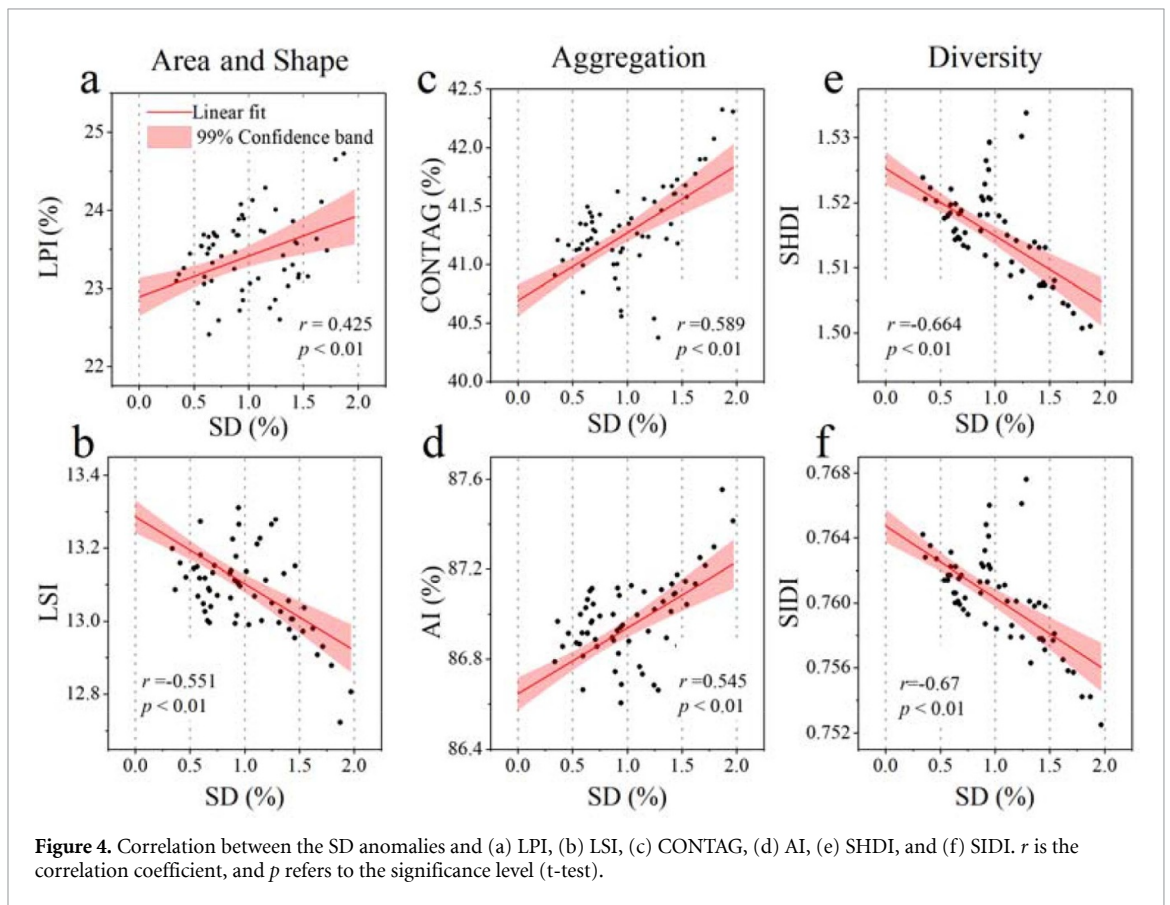 Area and Shape
Aggregation
Diversity
a
Linear fit
99% Confidence band
25
24
23
22
LPI(%)
r = 0.425
p < 0.01
0.0 0.5 1.0 1.5 2.0
SD (%)
c
42.5
42.0
41.5
41.0
40.5
40.0
CONTAG (%)
r =0.589
p < 0.01
0.0 0.5 1.0 1.5 2.0
SD (%)
e
1.53
1.52
1.51
1.50
SHDI
r=-0.664
p < 0.01
0.0 0.5 1.0 1.5 2.0
SD (%)
b
13.4
13.2
13.0
12.8
LSI
r=-0.551
p < 0.01
0.0 0.5 1.0 1.5 2.0
SD (%)
d
87.6
87.2
86.8
86.4
AI (%)
r=0.545
p < 0.01
0.0 0.5 1.0 1.5 2.0
SD (%)
f
0.768
0.764
0.760
0.756
0.752
SIDI
r=-0.67
p < 0.01
0.0 0.5 1.0 1.5 2.0
SD (%)
Figure 4. Correlation between the SD anomalies and (a) LPI, (b) LSI, (c) CONTAG, (d) AI, (e) SHDI, and (f) SIDI. r is the
correlation coefficient, and p refers to the significance level (t-test).